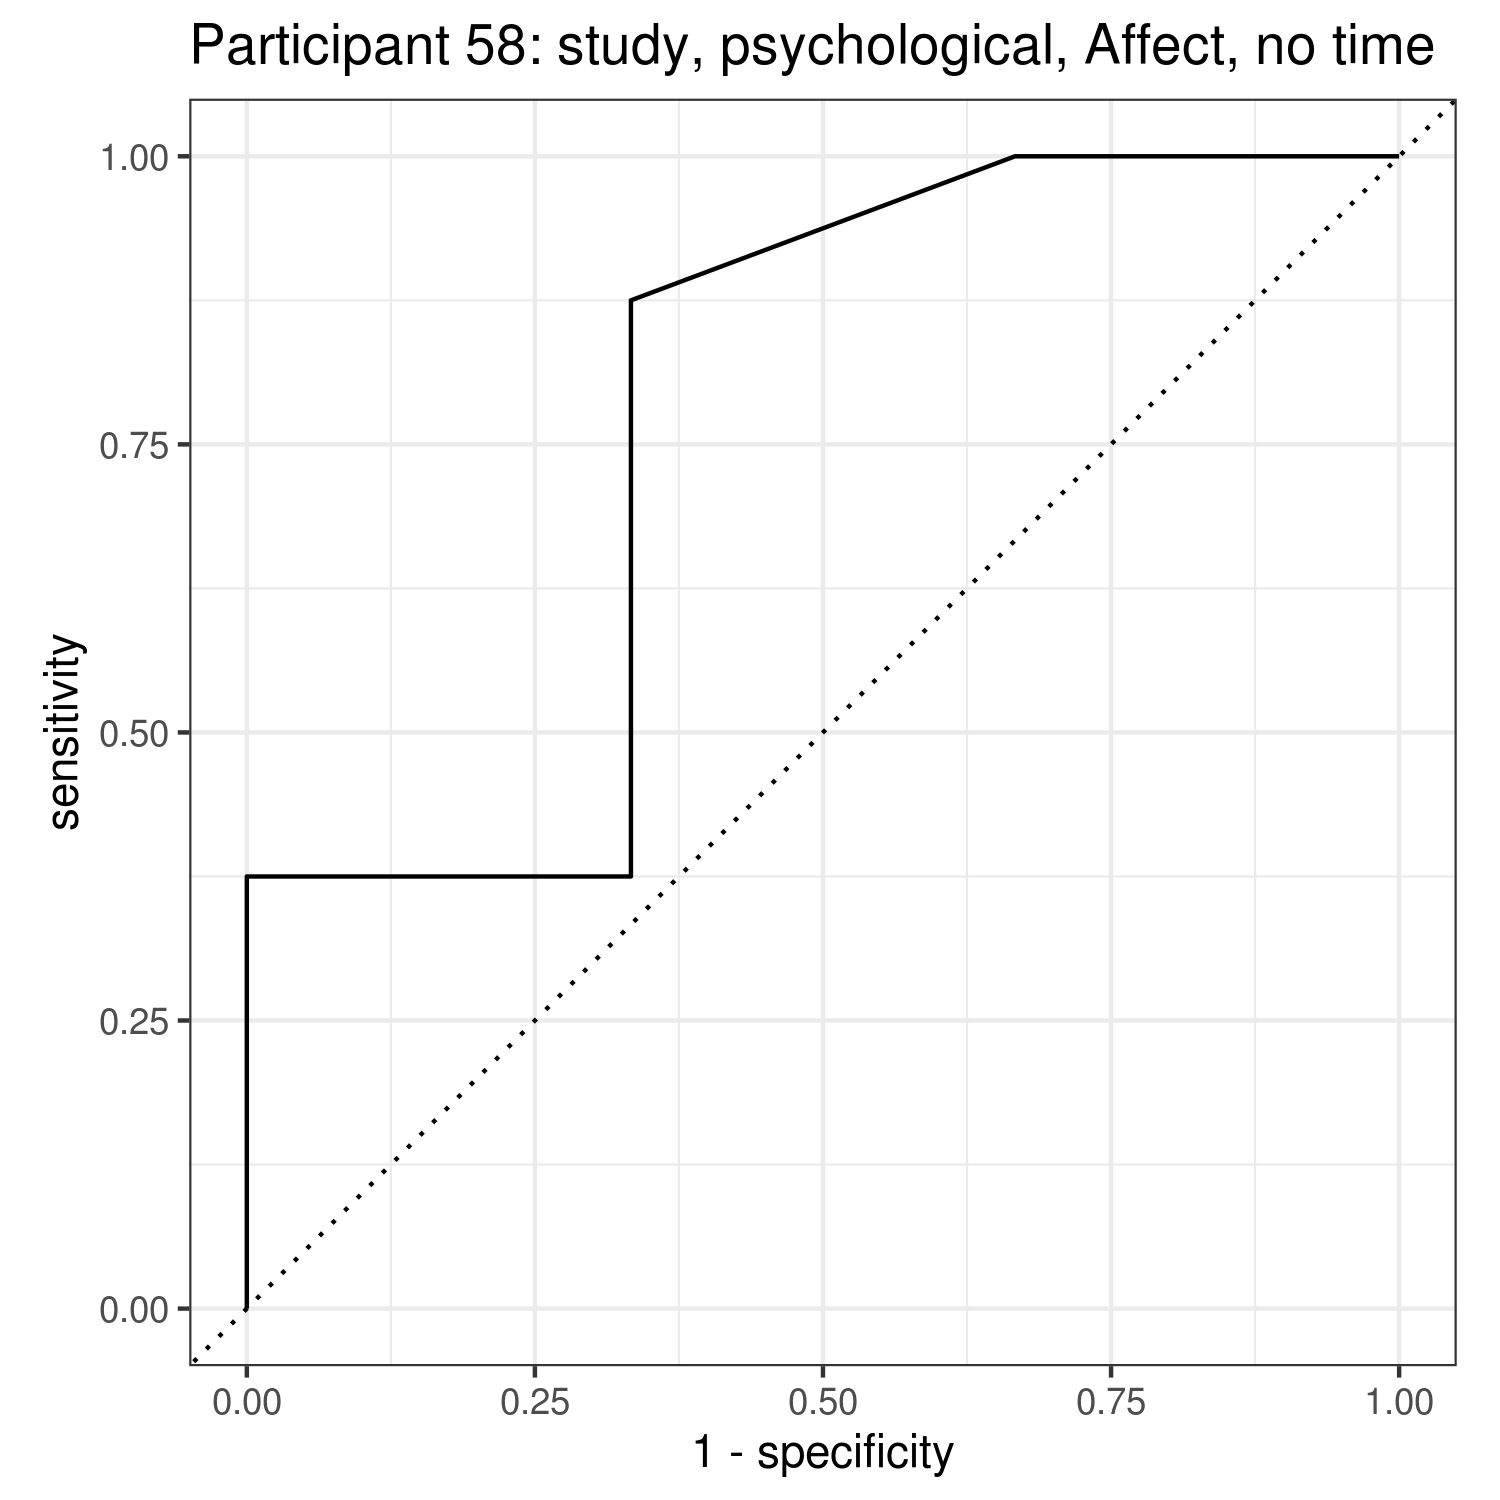 Participant 58: study, psychological, Affect, no time
1.00
0.75
0.50
0.25
0.00
sensitivity
0.00 0.25 0.50 0.75 1.00
1 - specificity